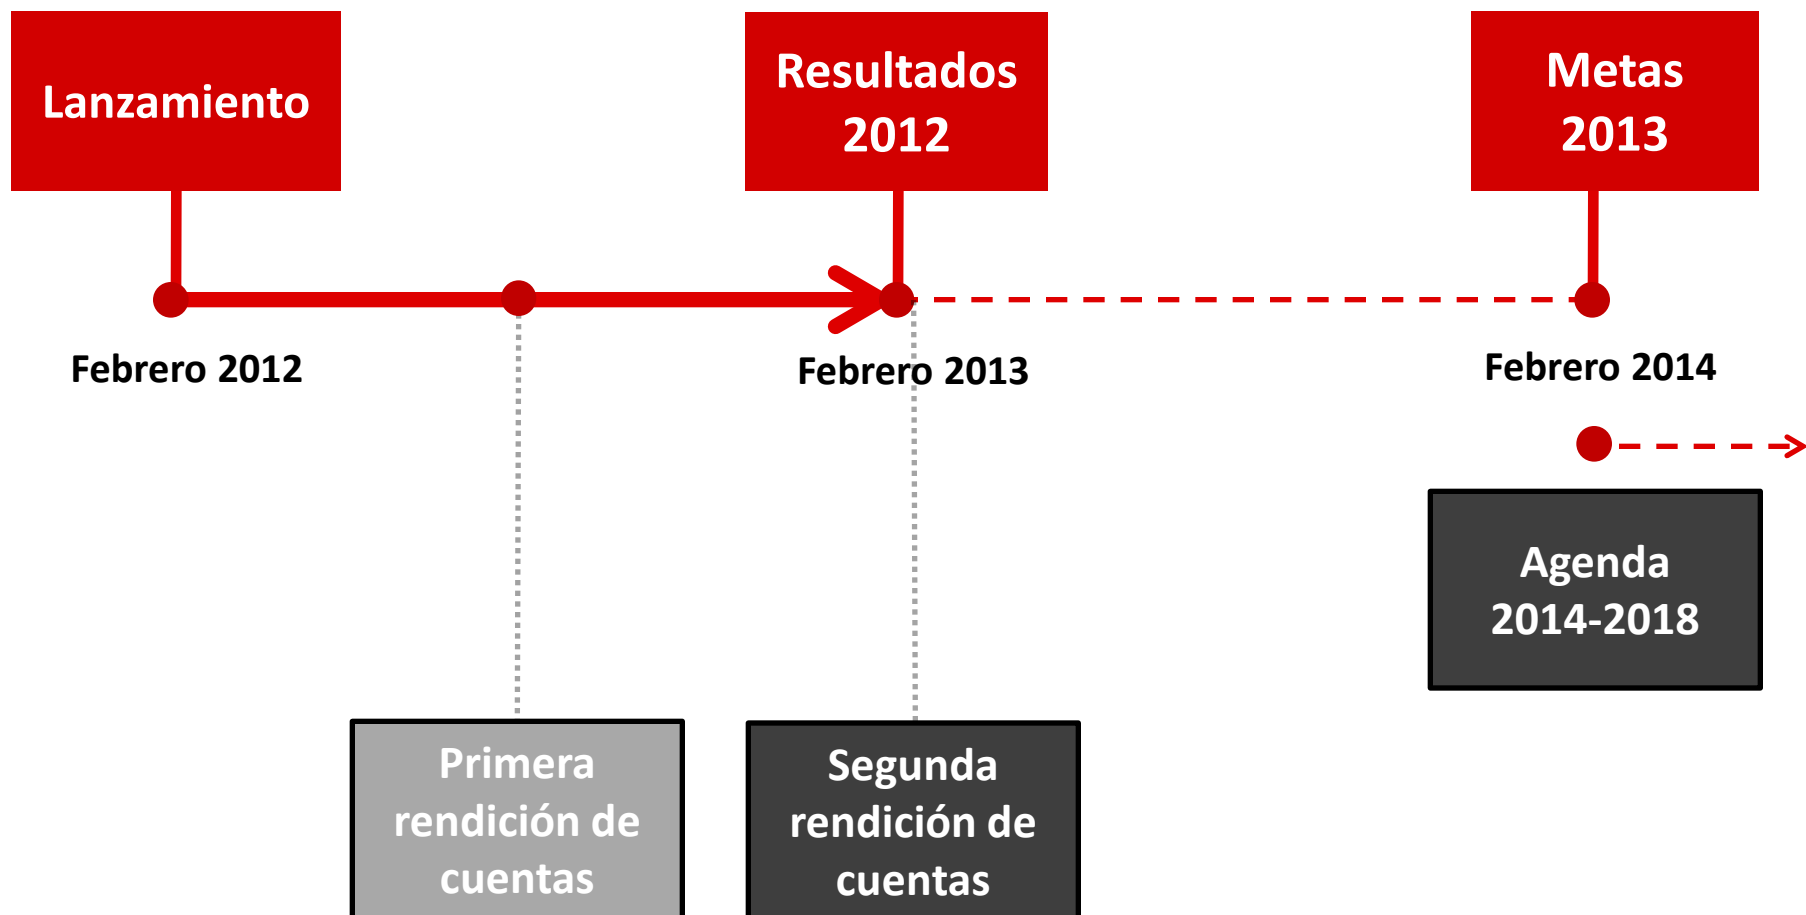 Lanzamiento
Resultados
2012
Metas
2013
Febrero 2012
Febrero 2013
Febrero 2014
Agenda
2014-2018
Primera
rendición de
cuentas
Segunda
rendición de
cuentas